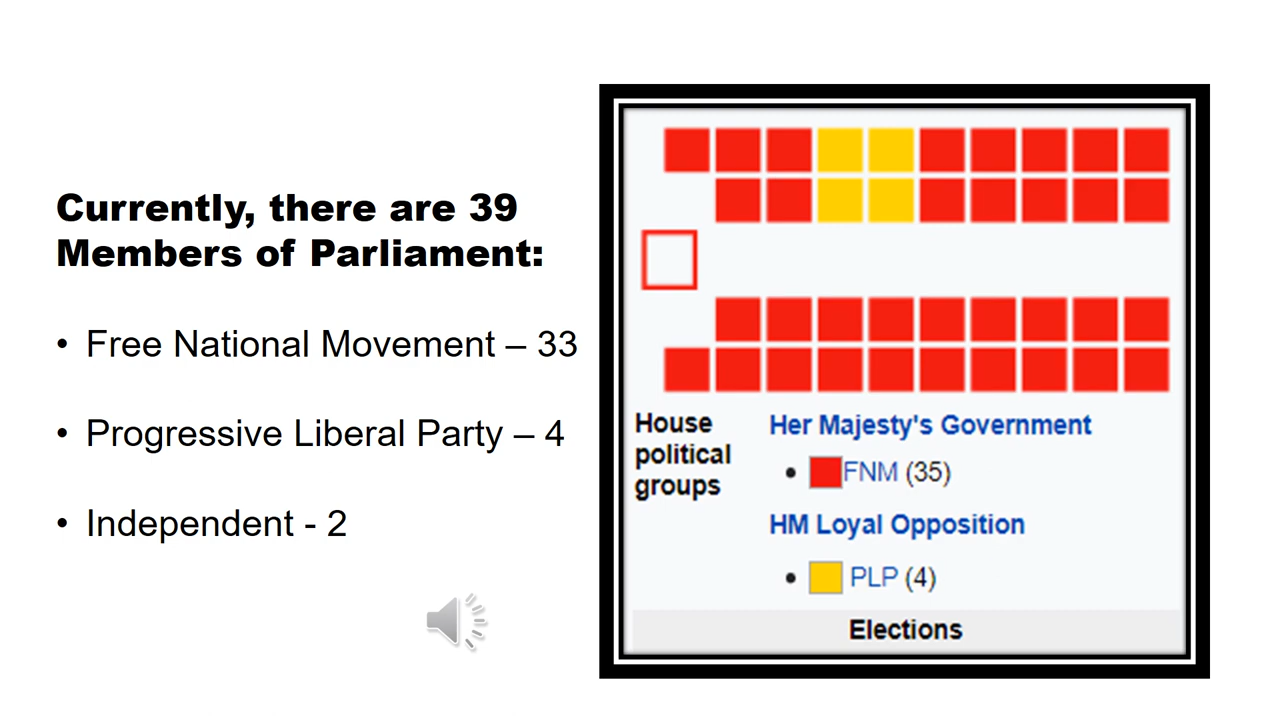 Currently, there are 39
Members of Parliament:
• Free National Movement – 33
• Progressive Liberal Party – 4
• Independent - 2
House
political
groups
Her Majesty's Government
• FNM (35)
HM Loyal Opposition
• PLP (4)
Elections